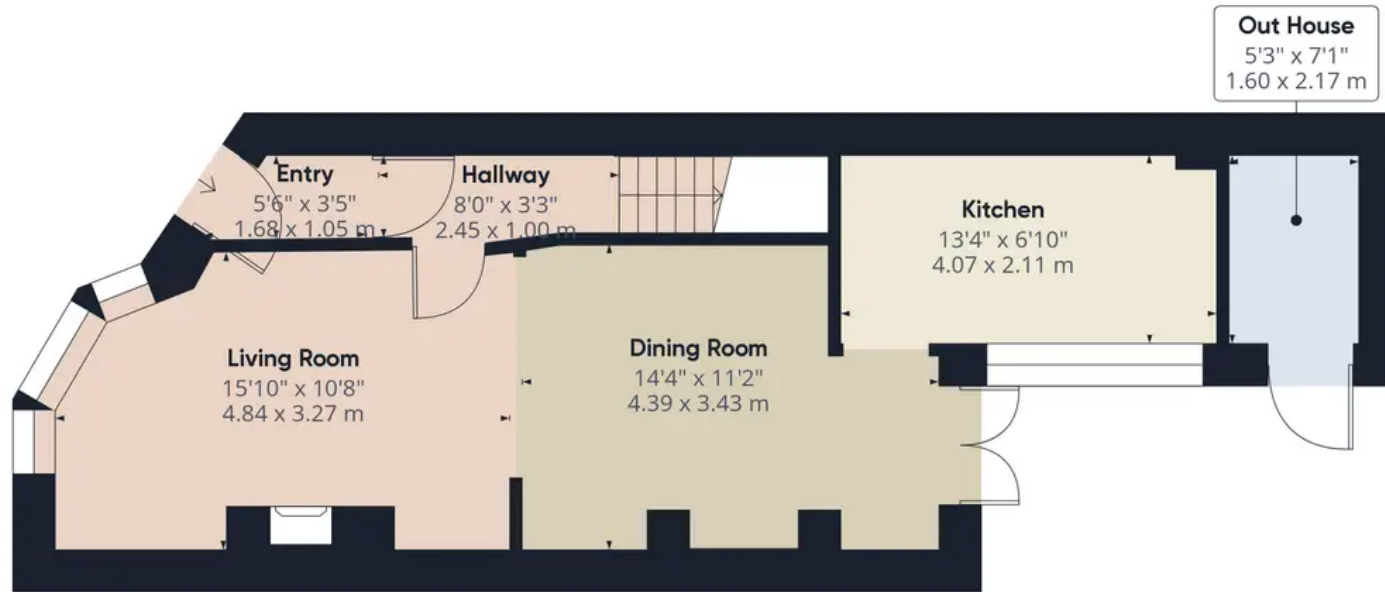 Out House
5'3" x 7'1"
1.60 x 2.17 m
Entry
5'6" x 3'5"
1.68 x 1.05 m
Hallway
8'0" x 3'3"
2.45 x 1.00 m
Kitchen
13'4" x 6'10"
4.07 x 2.11 m
Living Room
15'10" x 10'8"
4.84 x 3.27 m
Dining Room
14'4" x 11'2"
4.39 x 3.43 m